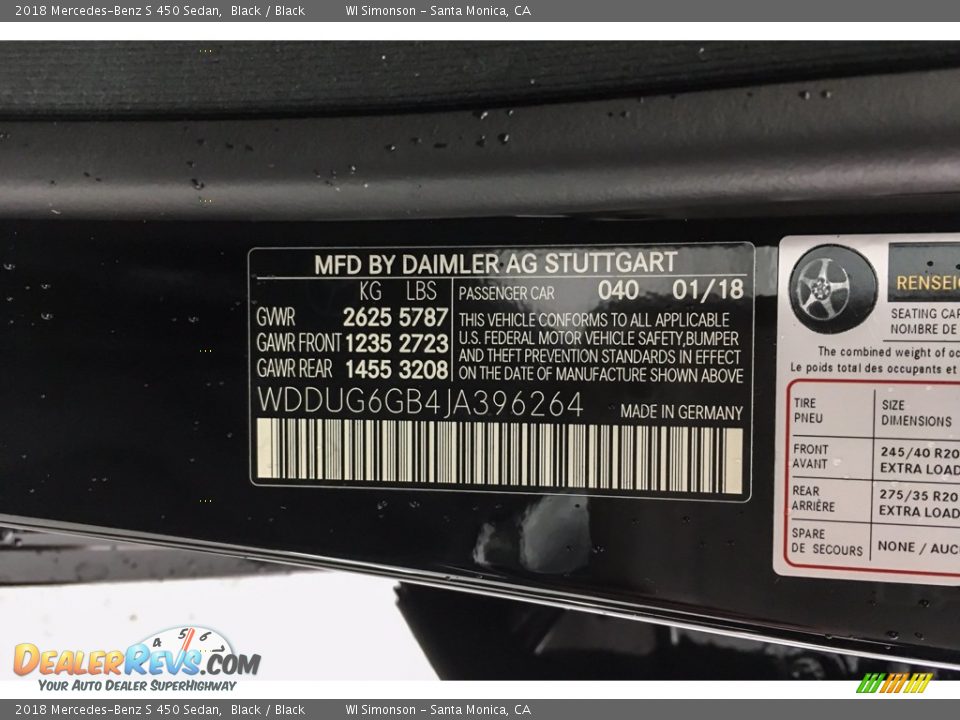 2018 Mercedes-Benz S 450 Sedan, Black / Black WI Simonson - Santa Monica, CA
MFD BY DAIMLER AG STUTTGART
KG LBS
GVWR 2625 5787
GAWR FRONT 1235 2723
GAWR REAR 1455 3208
PASSENGER CAR 040 01/18
THIS VEHICLE CONFORMS TO ALL APPLICABLE
U.S. FEDERAL MOTOR VEHICLE SAFETY, BUMPER
AND THEFT PREVENTION STANDARDS IN EFFECT
ON THE DATE OF MANUFACTURE SHOWN ABOVE
WDDUG6GB4JA396264 MADE IN GERMANY
SEATING
NOMBRE DE
The combined weight of
Le poids total des occupants et
TIRE SIZE
PNEU DIMENSIONS
FRONT 245/40 R20
AVANT EXTRA LOAD
REAR 275/35 R20
ARRIÈRE EXTRA LOAD
SPARE NONE /
DE SECOURS
4 5 6
DealerRevs.com
Your Auto Dealer SuperHighway
2018 Mercedes-Benz S 450 Sedan, Black / Black WI Simonson - Santa Monica, CA